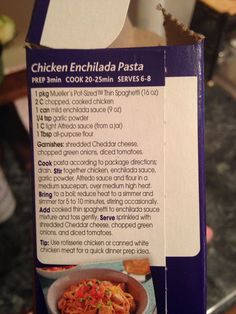 Chicken Enchilada Pasta
PREP 3min COOK 20-25min SERVES 6-8
1 pkg Mueller's Pot-Sized™ Thin Spaghetti (16 oz)
2 C chopped, cooked chicken
1 can mild enchilada sauce (9 oz)
1/4 tsp garlic powder
1 C light Alfredo sauce (from a jar)
1 Tbsp all-purpose flour
Garnishes: shredded Cheddar cheese,
chopped green onions, diced tomatoes.
Cook pasta according to package directions;
drain. Stir together chicken, enchilada sauce,
garlic powder, Alfredo sauce and flour in a
medium saucepan, over medium high heat.
Bring to a boil; reduce heat to a simmer and
simmer for 5 to 10 minutes, stirring occasionally.
Add cooked thin spaghetti to enchilada sauce
mixture and toss gently. Serve sprinkled with
shredded Cheddar cheese, chopped green
onions, and diced tomatoes.
Tip: Use rotisserie chicken or canned white
chicken meat for a quick dinner prep idea.